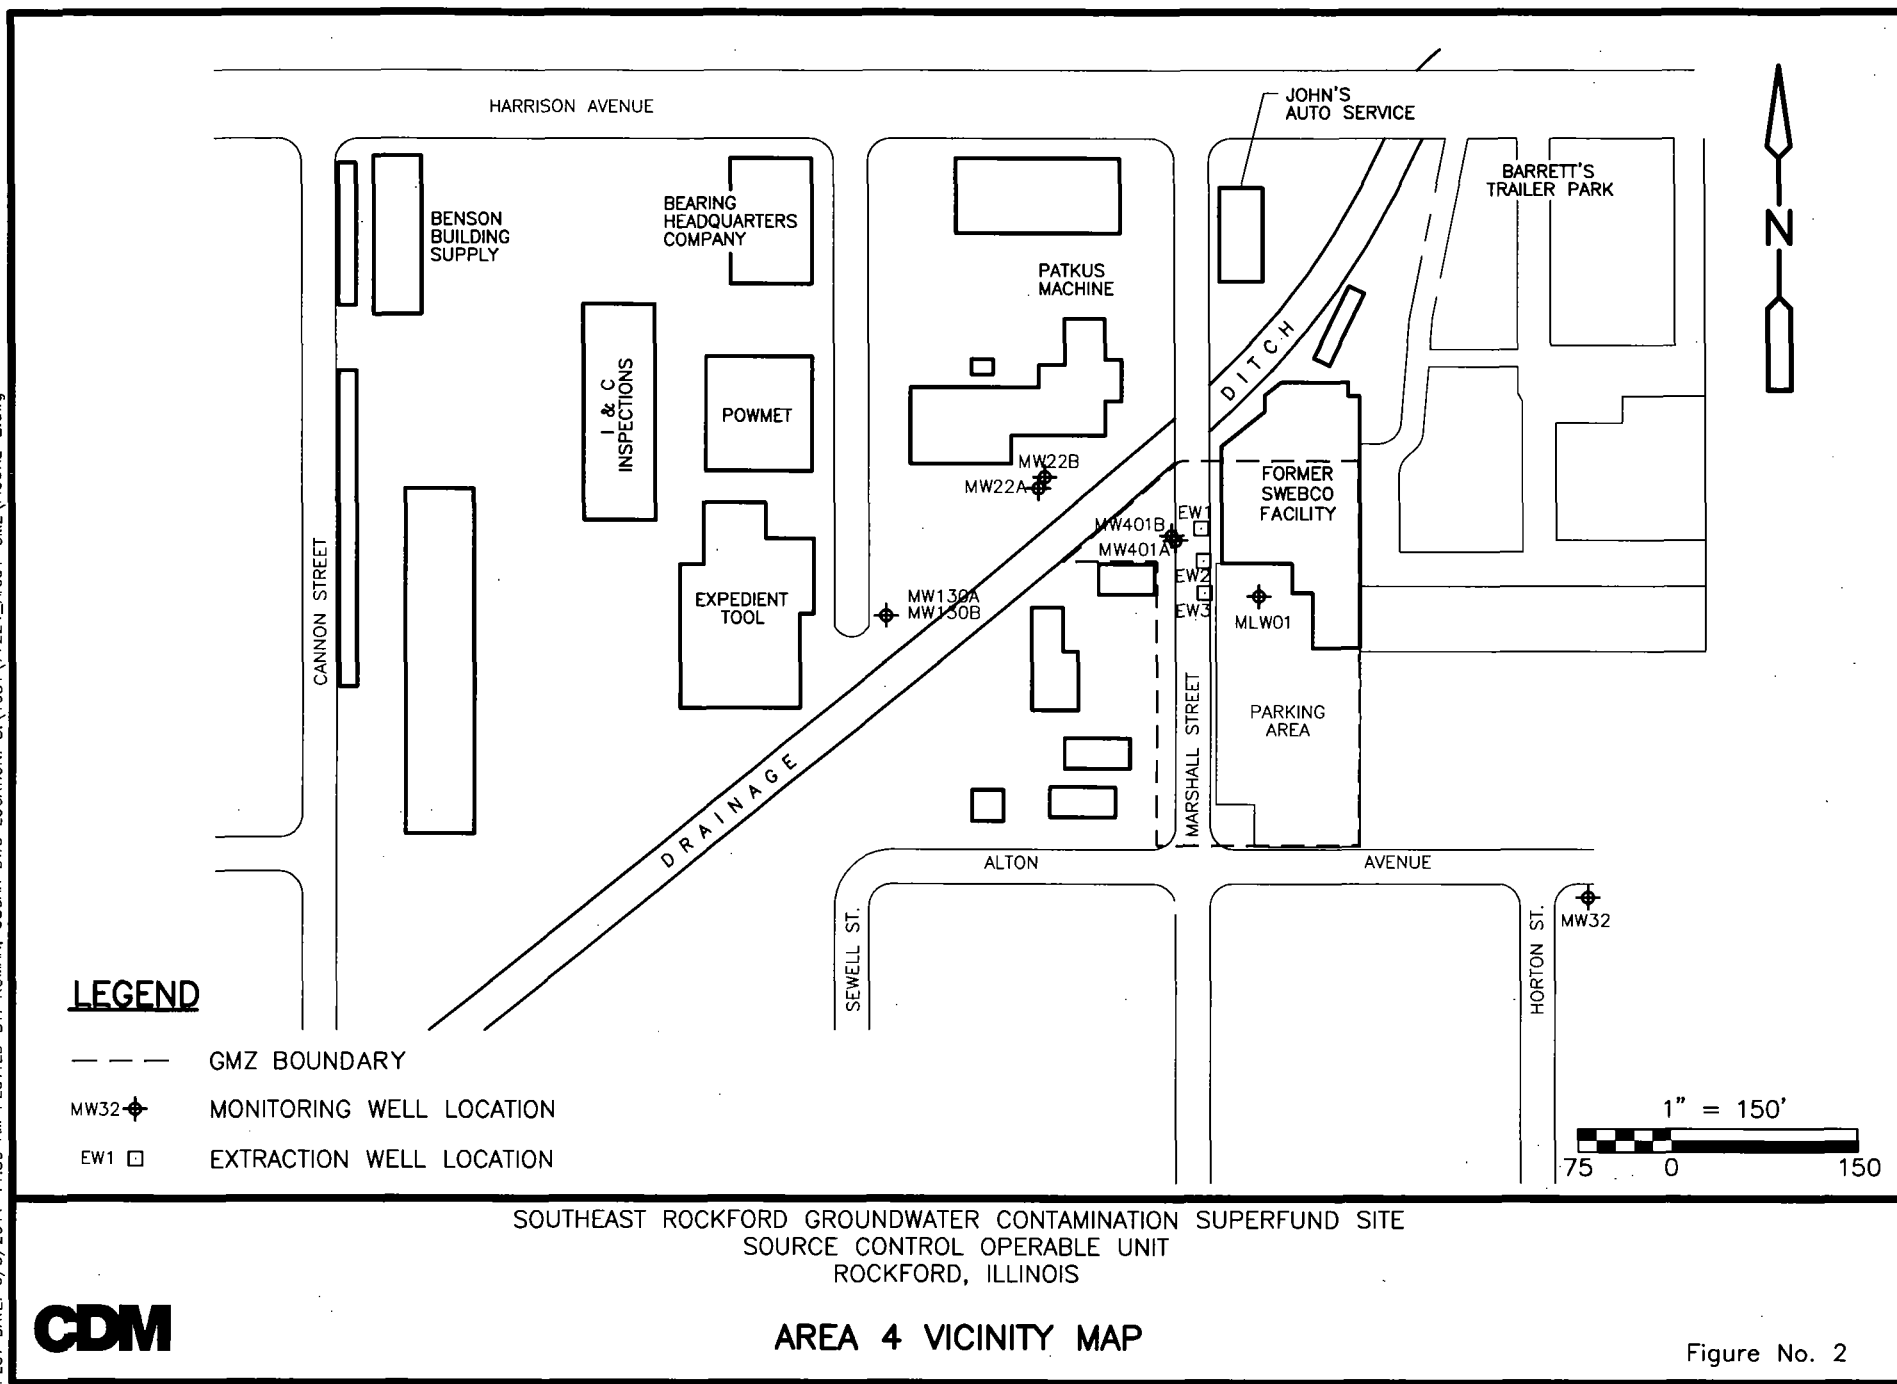 HARRISON AVENUE
JOHN'S
AUTO SERVICE
BARRETT'S
TRAILER PARK
N
BENSON
BUILDING
SUPPLY
BEARING
HEADQUARTERS
COMPANY
PATKUS
MACHINE
DITCH
I & C
INSPECTIONS
POWMET
MW22B
MW22A
FORMER
SWEBCO
FACILITY
EW1
MW401B
MW401A
EW2
EW3
MLW01
CANNON STREET
EXPEDIENT
TOOL
MW130A
MW130B
MARSHALL STREET
PARKING
AREA
DRAINAGE
ALTON
AVENUE
SEWELL ST.
HORTON ST.
MW32
LEGEND
GMZ BOUNDARY
MW32 MONITORING WELL LOCATION
EW1 EXTRACTION WELL LOCATION
1" = 150'
75 0 150
SOUTHEAST ROCKFORD GROUNDWATER CONTAMINATION SUPERFUND SITE
SOURCE CONTROL OPERABLE UNIT
ROCKFORD, ILLINOIS
CDM
AREA 4 VICINITY MAP
Figure No. 2